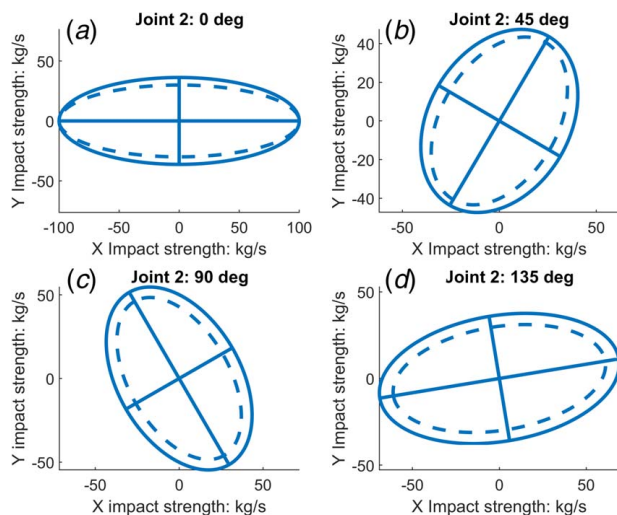 (a) Joint 2: 0 deg
Y Impact strength: kg/s
50
0
-50
-100 -50 0 50 100
X Impact strength: kg/s
(b) Joint 2: 45 deg
Y Impact strength: kg/s
40
20
0
-20
-40
-50 0 50
X Impact strength: kg/s
(c) Joint 2: 90 deg
Y impact strength: kg/s
50
0
-50
-50 0 50
X impact strength: kg/s
(d) Joint 2: 135 deg
Y Impact strength: kg/s
50
0
-50
-50 0 50
X Impact strength: kg/s